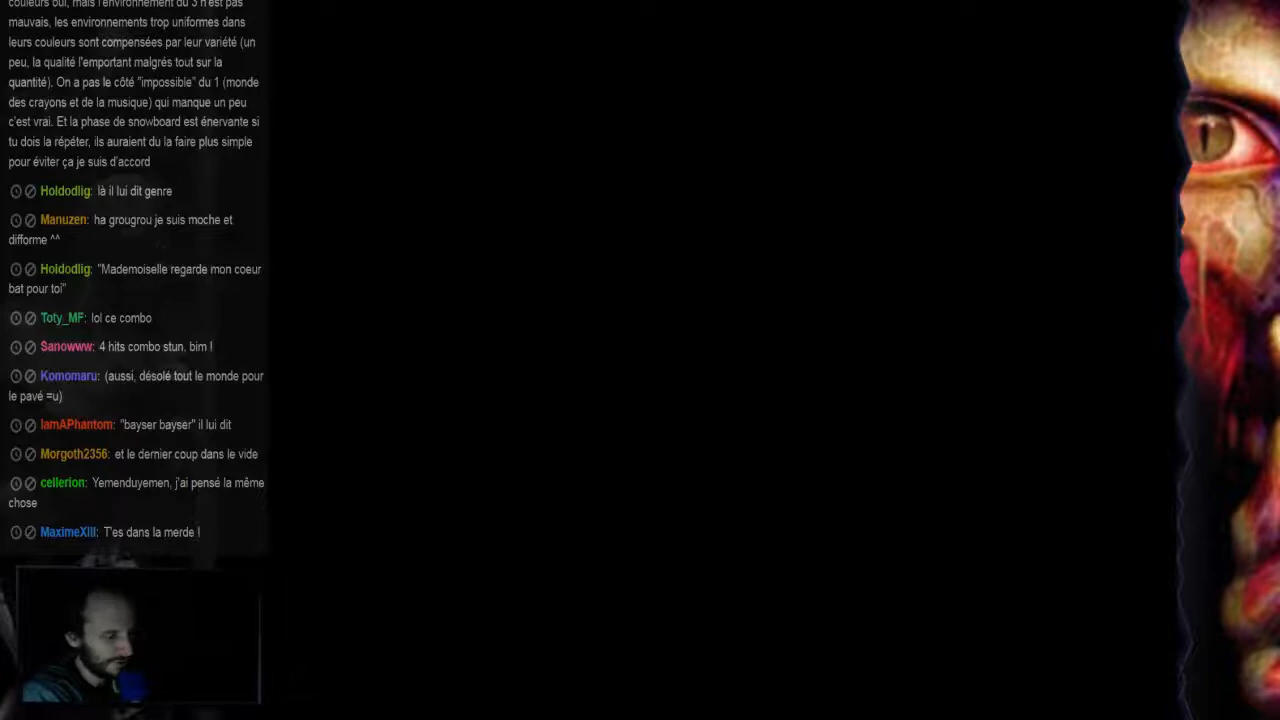 couleurs oui, mais l'environnement du 3 n'est pas
mauvais, les environnements trop uniformes dans
leurs couleurs sont compensées par leur variété (un
peu, la qualité l'emportant malgrés tout sur la
quantité). On a pas le côté "impossible" du 1 (monde
des crayons et de la musique) qui manque un peu
c'est vrai. Et la phase de snowboard est énervante si
tu dois la répéter, ils auraient du la faire plus simple
pour éviter ça je suis d'accord
Holdodlig: là il lui dit genre
Manuzen: ha grougrou je suis moche et
difforme ^^
Holdodlig: "Mademoiselle regarde mon coeur
bat pour toi"
Toty_MF: lol ce combo
Sanowww: 4 hits combo stun, bim !
Komomaru: (aussi, désolé tout le monde pour
le pavé =u)
IamAPhantom: "bayser bayser" il lui dit
Morgoth2356: et le dernier coup dans le vide
cellerion: Yemenduyemen, j'ai pensé la même
chose
MaximeXIII: T'es dans la merde !